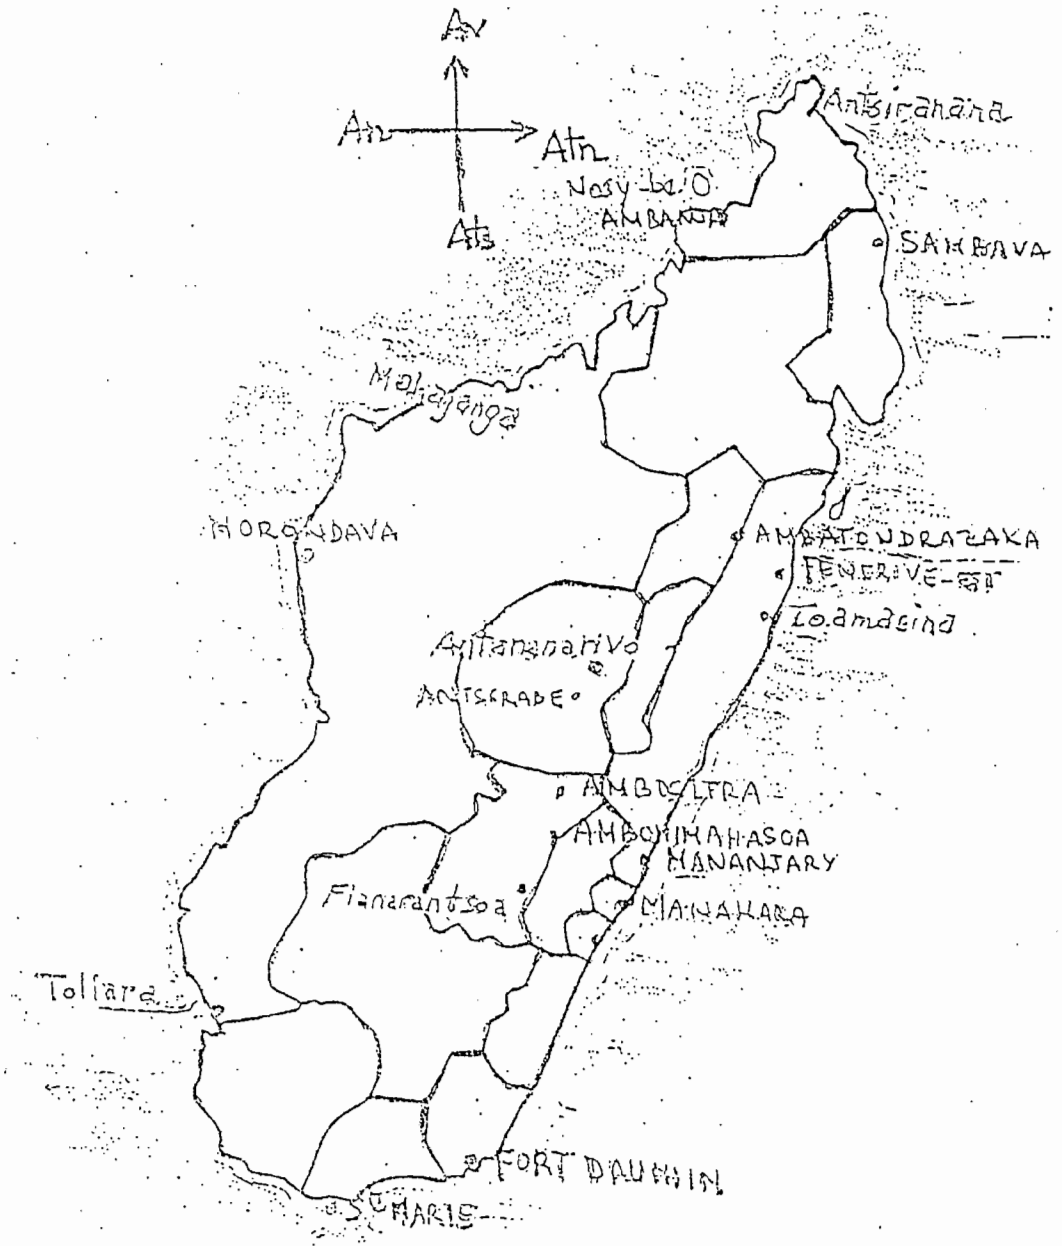 Av
Antsiranana
An
Atn
Nosy-be
AMBANJA
Ats
SAMBAVA
Mahajanga
MORONDAVA
AMBATONDRAZAKA
FENERIVE-EST
Toamasina
Antananarivo
ANTSIRABE
AMBOSITRA
AMBOHIMAHASOA
MANANJARY
Fianarantsoa
MANAKARA
Toliara
FORT DAUPHIN
Ste MARIE